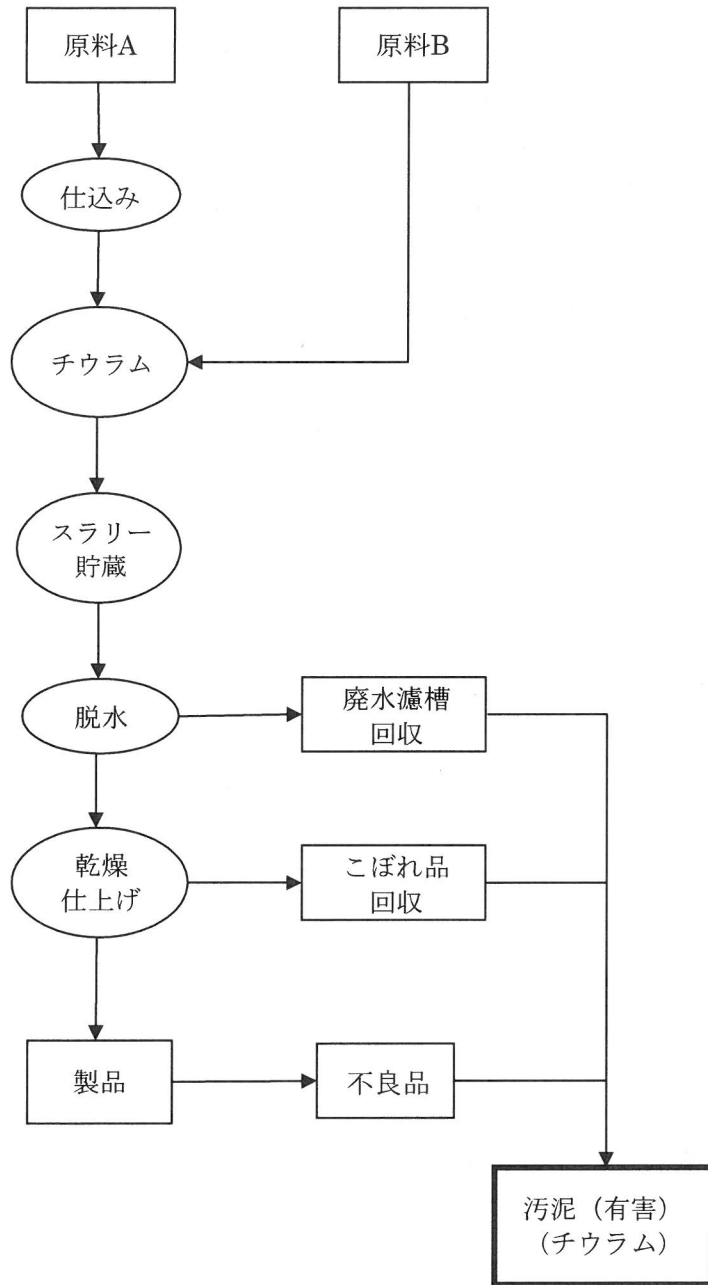 原料A
原料B
仕込み
チウラム
スラリー
貯蔵
脱水
廃水濾槽
回収
乾燥
仕上げ
こぼれ品
回収
製品
不良品
汚泥（有害）
（チウラム）